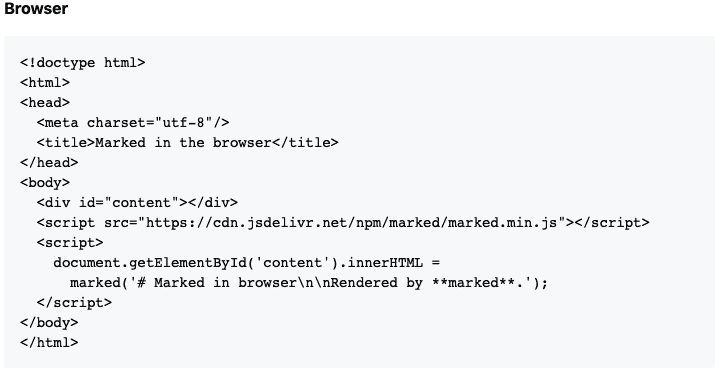 Browser
<!doctype html>
<html>
<head>
  <meta charset="utf-8"/>
  <title>Marked in the browser</title>
</head>
<body>
  <div id="content"></div>
  <script src="https://cdn.jsdelivr.net/npm/marked/marked.min.js"></script>
  <script>
    document.getElementById('content').innerHTML =
      marked('# Marked in browser\n\nRendered by **marked**.');
  </script>
</body>
</html>